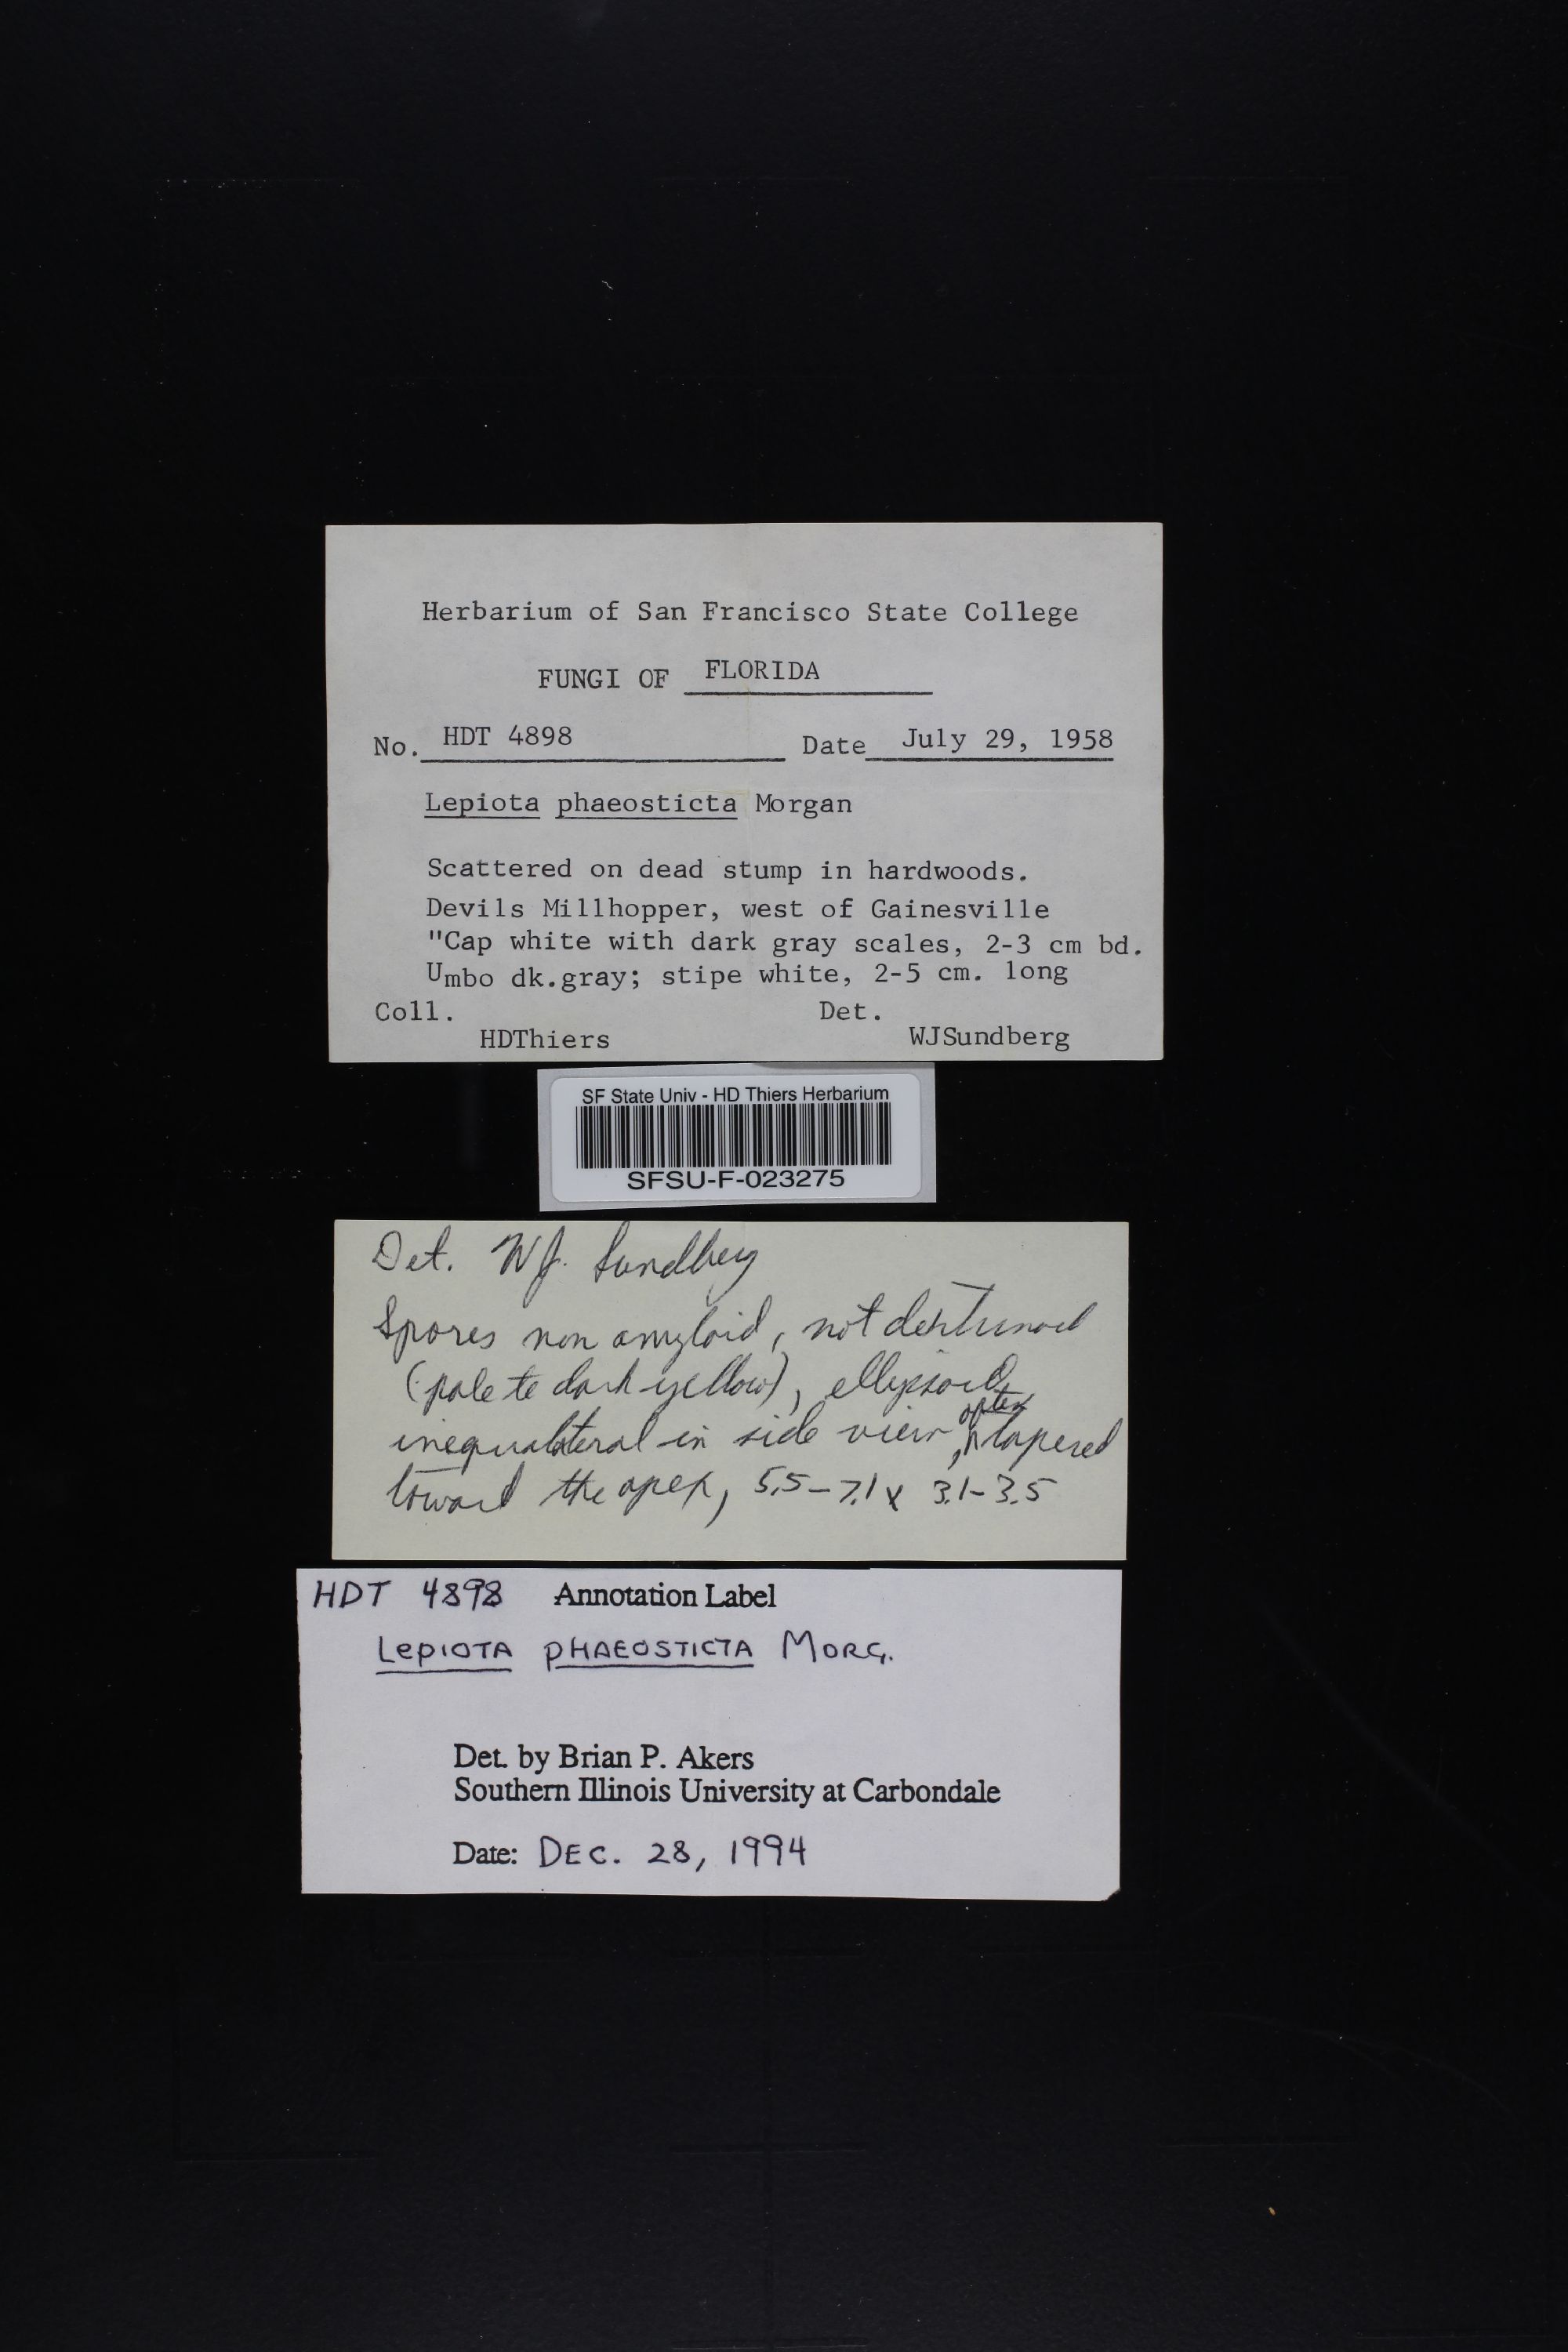 Herbarium of San Francisco State College
FUNGI OF FLORIDA
No. HDT 4898 Date July 29, 1958
Lepiota phaeosticta Morgan
Scattered on dead stump in hardwoods.
Devils Millhopper, west of Gainesville
"Cap white with dark gray scales, 2-3 cm bd.
Umbo dk.gray; stipe white, 2-5 cm. long
Coll. Det.
HDThiers WJSundberg
SF State Univ - HD Thiers Herbarium
SFSU-F-023275
Det. WJ. Sundberg
Spores non amyloid, not dextrinoid
(pale to dark yellow), ellipsoid,
inequilateral in side view, often tapered
toward the apex, 5.5-7.1 x 3.1-3.5
HDT 4898 Annotation Label
Lepiota phaeosticta Morg.
Det. by Brian P. Akers
Southern Illinois University at Carbondale
Date: DEC. 28, 1994